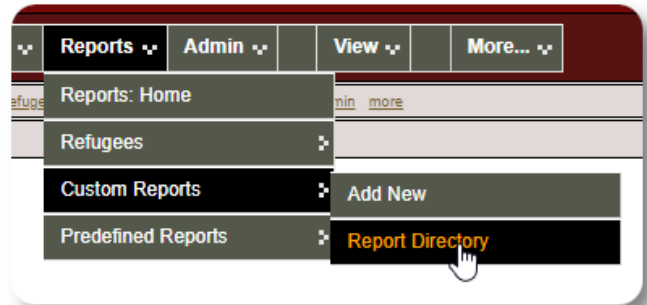 Reports Admin View More...
Reports: Home
min more
Refugees
Custom Reports
Add New
Predefined Reports
Report Directory